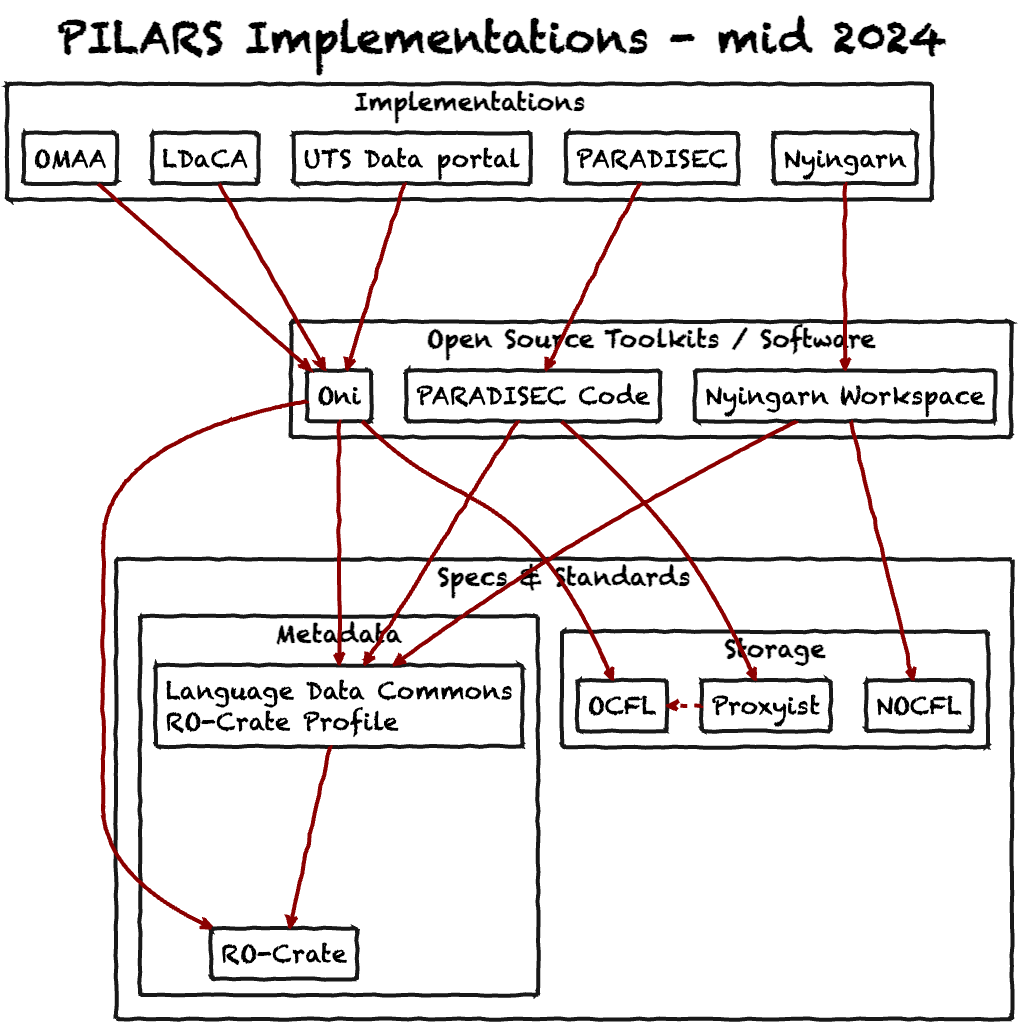 PILARS Implementations - mid 2024
Implementations
OMAA
LDaCA
UTS Data portal
PARADISEC
Nyingarn
Open Source Toolkits / Software
Oni
PARADISEC Code
Nyingarn Workspace
Specs & Standards
Metadata
Storage
Language Data Commons
RO-Crate Profile
OCFL
Proxyist
NOCFL
RO-Crate